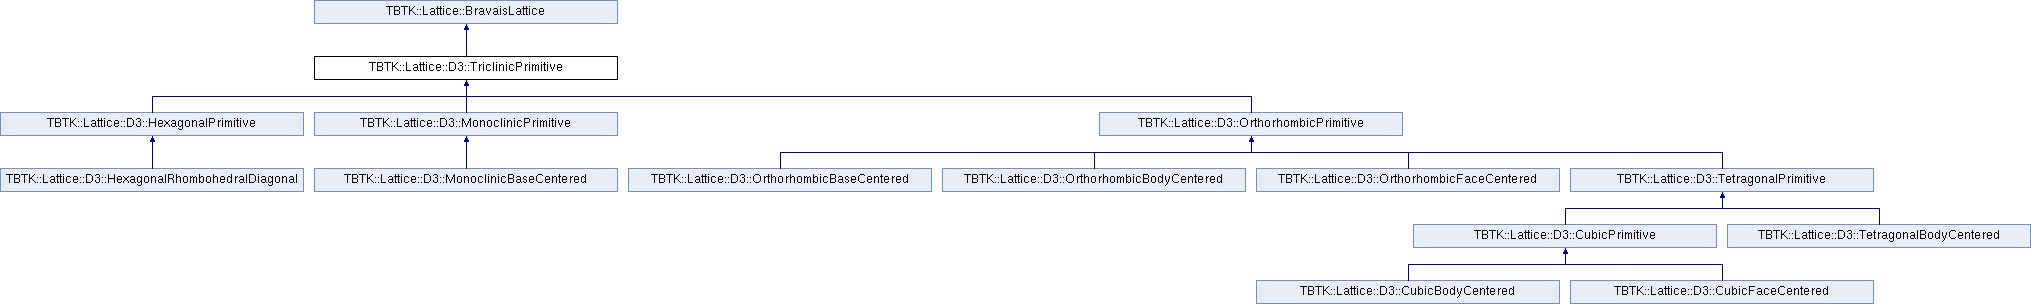 TBTK::Lattice::BravaisLattice
TBTK::Lattice::D3::TriclinicPrimitive
TBTK::Lattice::D3::HexagonalPrimitive
TBTK::Lattice::D3::MonoclinicPrimitive
TBTK::Lattice::D3::OrthorhombicPrimitive
TBTK::Lattice::D3::HexagonalRhombohedralDiagonal
TBTK::Lattice::D3::MonoclinicBaseCentered
TBTK::Lattice::D3::OrthorhombicBaseCentered
TBTK::Lattice::D3::OrthorhombicBodyCentered
TBTK::Lattice::D3::OrthorhombicFaceCentered
TBTK::Lattice::D3::TetragonalPrimitive
TBTK::Lattice::D3::CubicPrimitive
TBTK::Lattice::D3::TetragonalBodyCentered
TBTK::Lattice::D3::CubicBodyCentered
TBTK::Lattice::D3::CubicFaceCentered